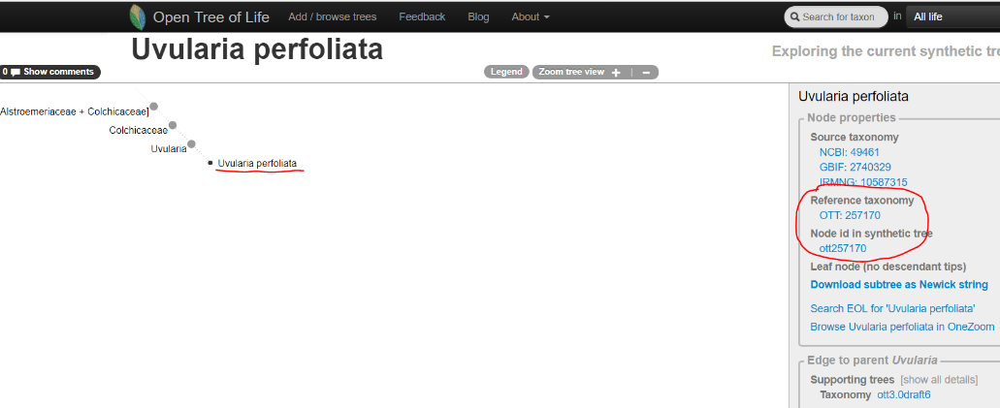 Open Tree of Life Add / browse trees Feedback Blog About Search for taxon in All life
Uvularia perfoliata
Exploring the current synthetic tre
0 Show comments
Legend Zoom tree view + | −
Alstroemeriaceae + Colchicaceae]
Colchicaceae
Uvularia
Uvularia perfoliata
Uvularia perfoliata
Node properties
Source taxonomy
NCBI: 49461
GBIF: 2740329
IRMNG: 10587315
Reference taxonomy
OTT: 257170
Node id in synthetic tree
ott257170
Leaf node (no descendant tips)
Download subtree as Newick string
Search EOL for 'Uvularia perfoliata'
Browse Uvularia perfoliata in OneZoom
Edge to parent Uvularia
Supporting trees [show all details]
Taxonomy ott3.0draft6